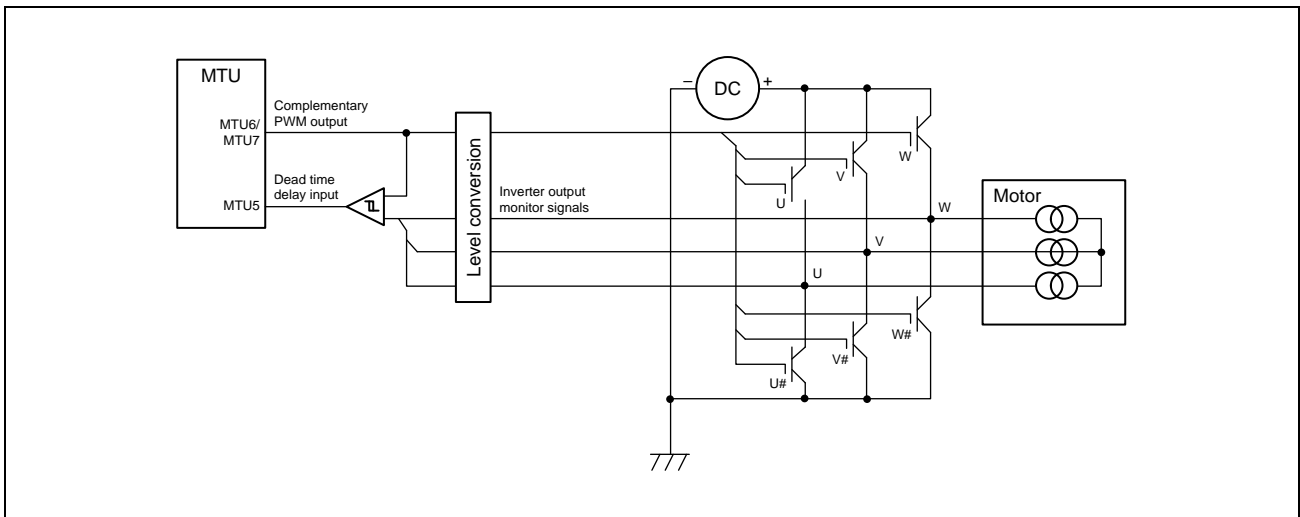 MTU
Complementary
PWM output
MTU6/
MTU7
Dead time
delay input
MTU5
Level conversion
Inverter output
monitor signals
– DC +
W
V
U
W
V
U
W#
V#
U#
Motor